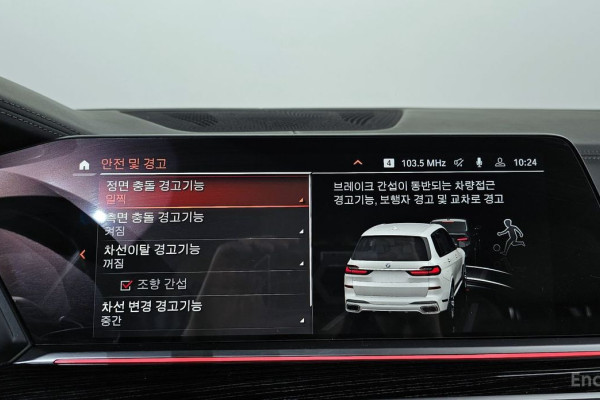 안전 및 경고
4 103.5 MHz 10:24
정면 충돌 경고기능
일찍
측면 충돌 경고기능
켜짐
차선이탈 경고기능
꺼짐
조향 간섭
차선 변경 경고기능
중간
브레이크 간섭이 동반되는 차량접근
경고기능, 보행자 경고 및 교차로 경고
Enc